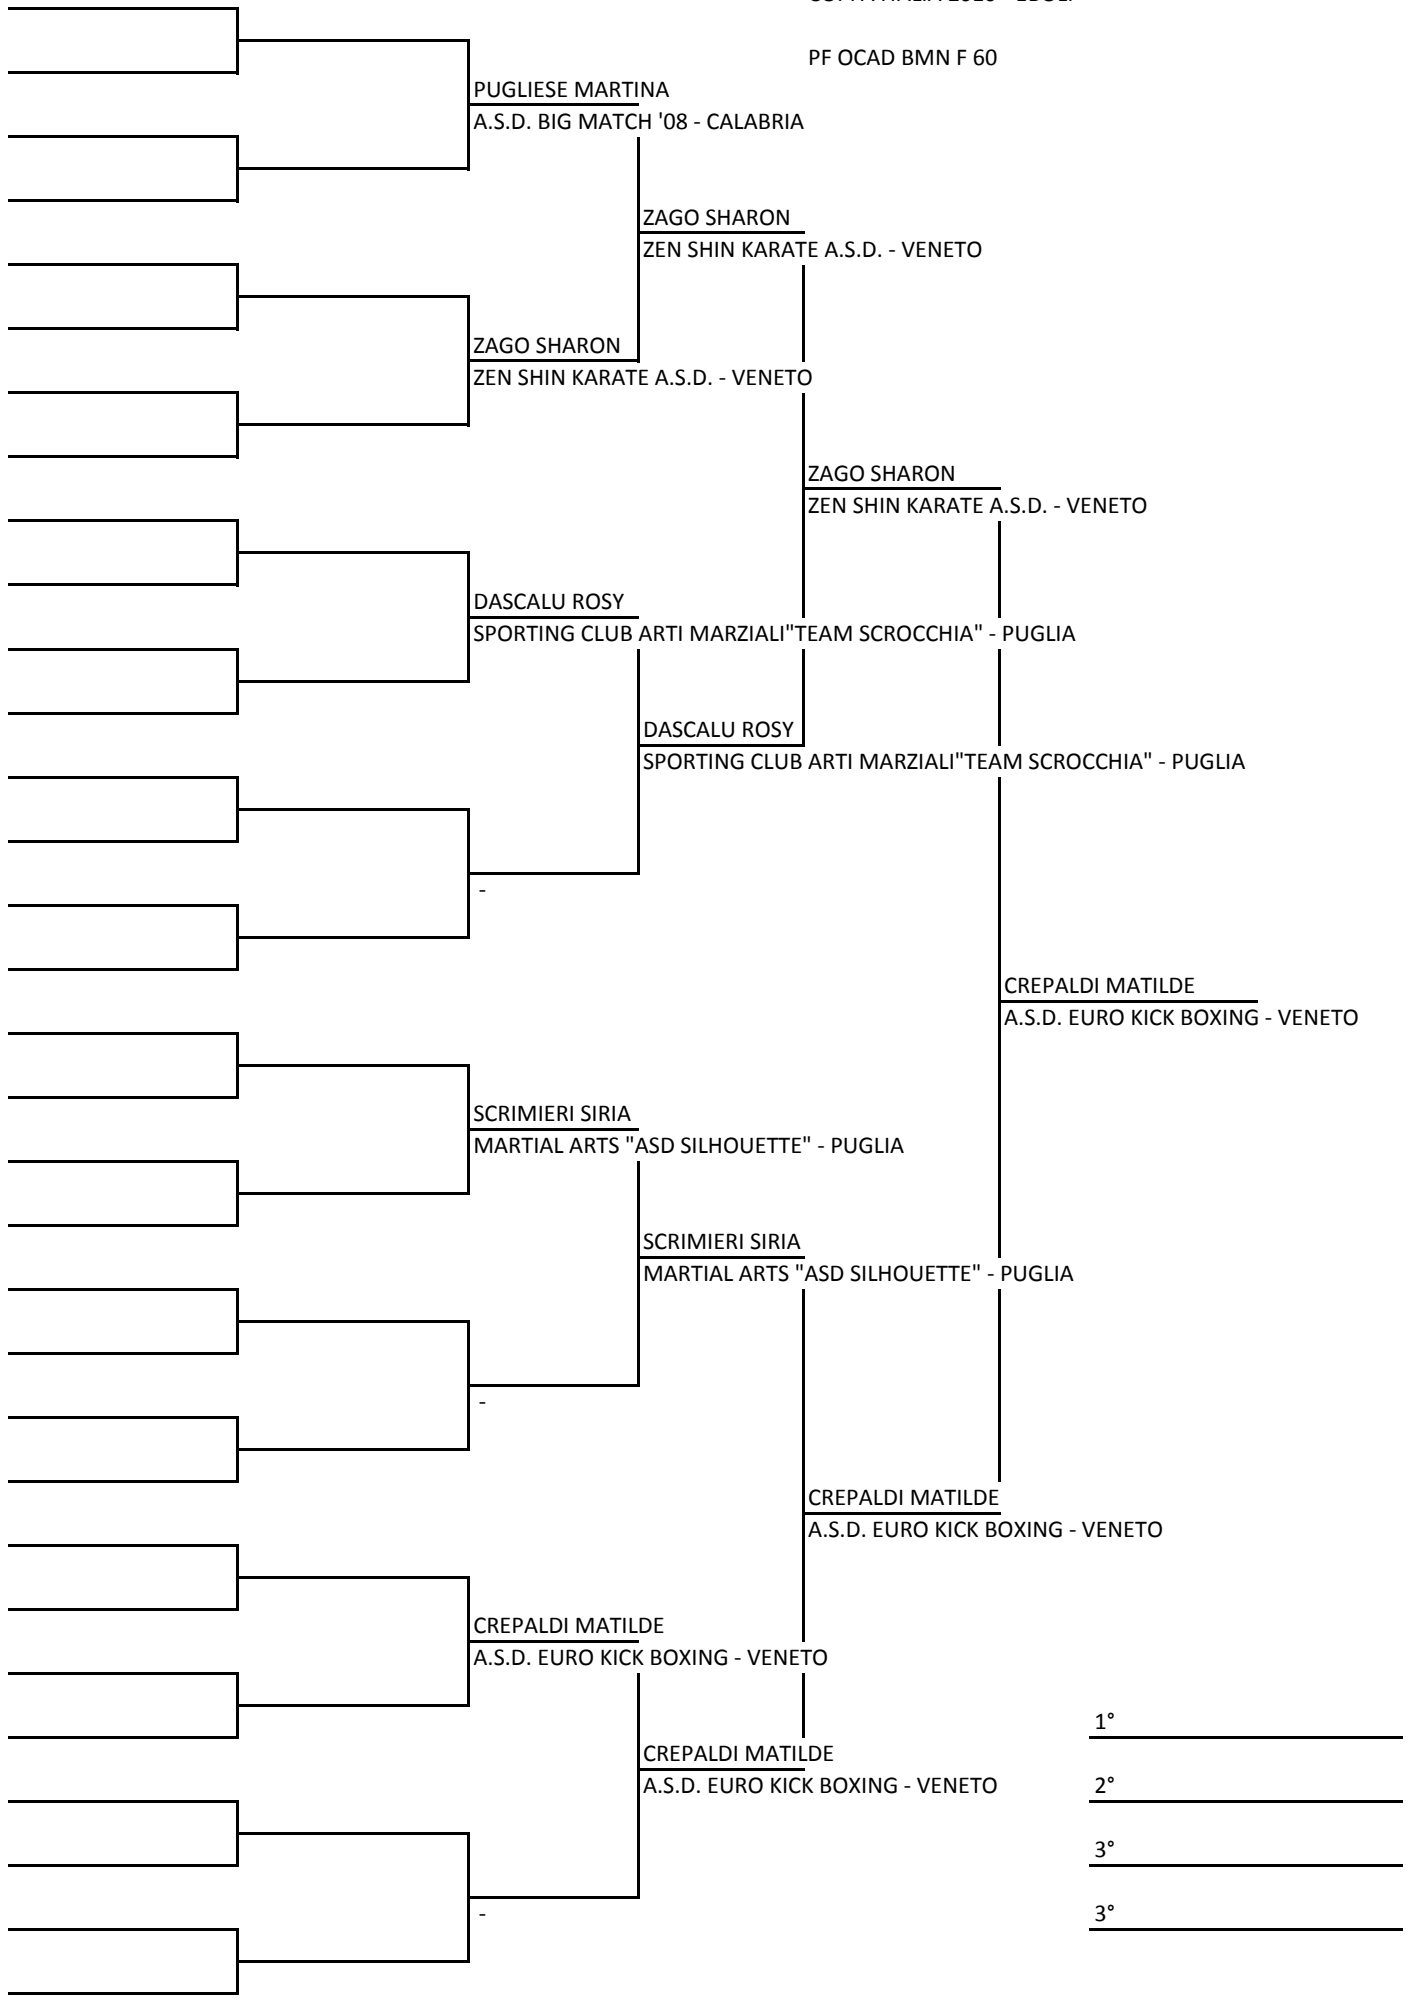 PF OCAD BMN F 60
PUGLIESE MARTINA
A.S.D. BIG MATCH '08 - CALABRIA
ZAGO SHARON
ZEN SHIN KARATE A.S.D. - VENETO
ZAGO SHARON
ZEN SHIN KARATE A.S.D. - VENETO
ZAGO SHARON
ZEN SHIN KARATE A.S.D. - VENETO
DASCALU ROSY
SPORTING CLUB ARTI MARZIALI"TEAM SCROCCHIA" - PUGLIA
DASCALU ROSY
SPORTING CLUB ARTI MARZIALI"TEAM SCROCCHIA" - PUGLIA
-
CREPALDI MATILDE
A.S.D. EURO KICK BOXING - VENETO
SCRIMIERI SIRIA
MARTIAL ARTS "ASD SILHOUETTE" - PUGLIA
SCRIMIERI SIRIA
MARTIAL ARTS "ASD SILHOUETTE" - PUGLIA
-
CREPALDI MATILDE
A.S.D. EURO KICK BOXING - VENETO
CREPALDI MATILDE
A.S.D. EURO KICK BOXING - VENETO
1°
CREPALDI MATILDE
A.S.D. EURO KICK BOXING - VENETO
2°
3°
-
3°